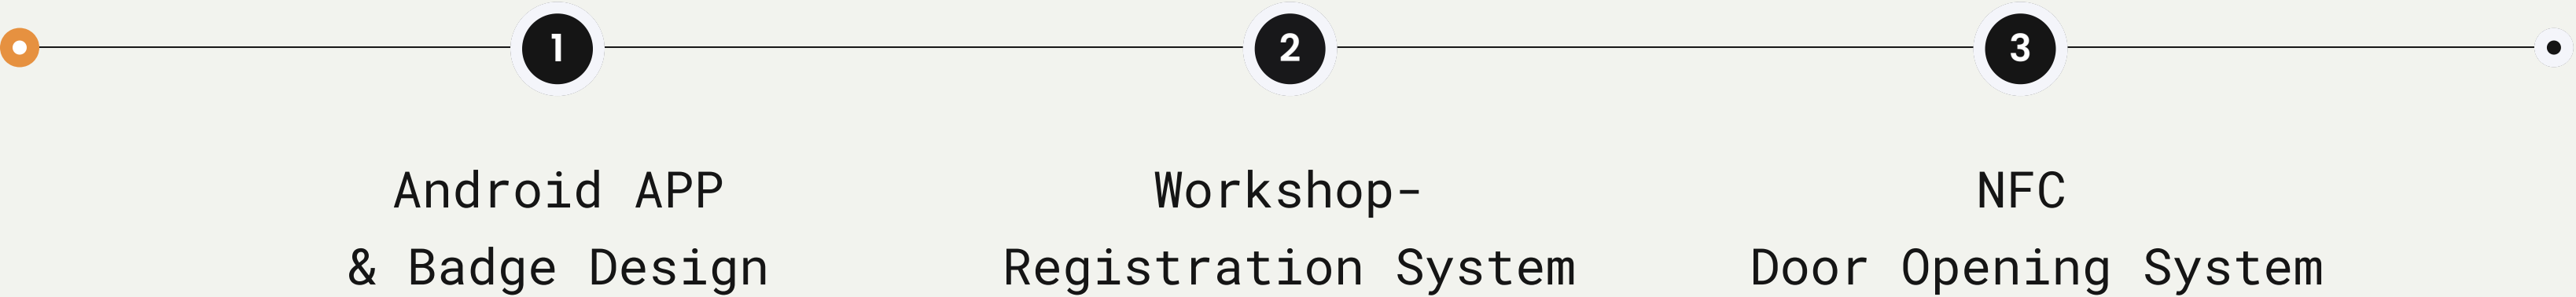 1
2
3
Android APP
& Badge Design
Workshop-
Registration System
NFC
Door Opening System